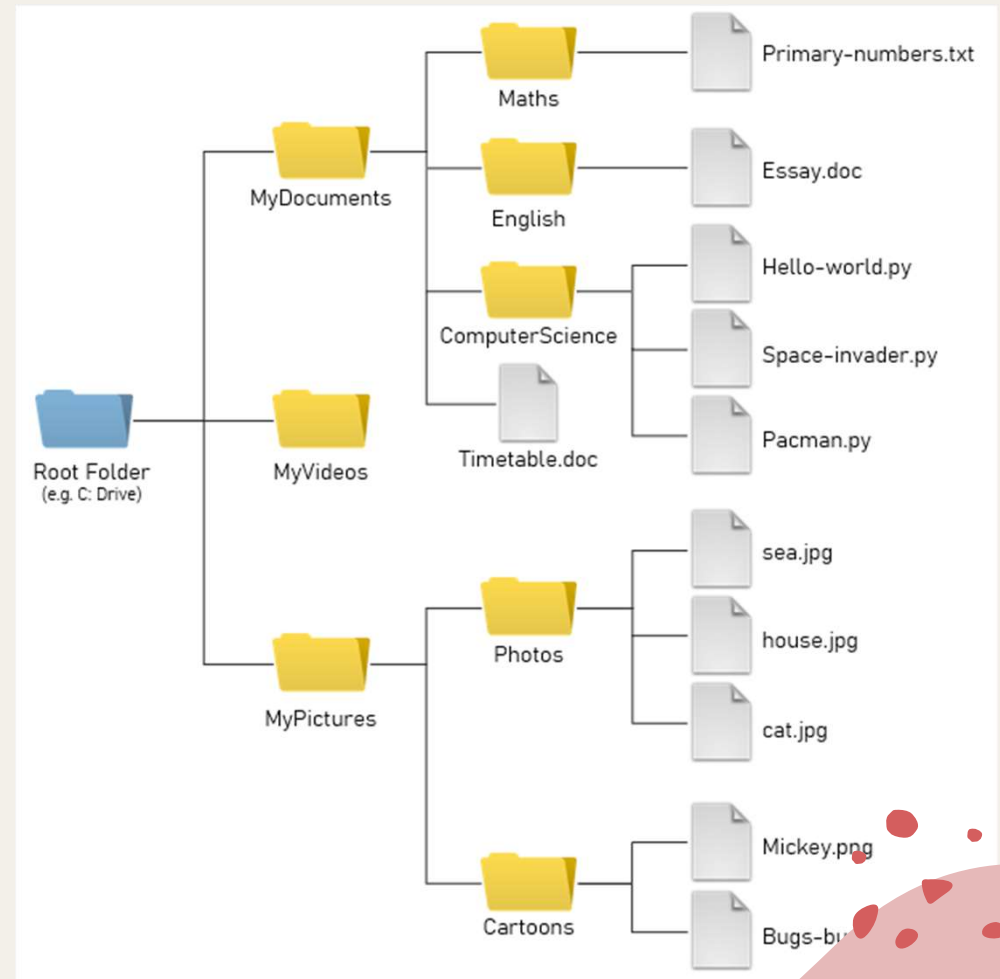 Maths
Primary-numbers.txt
MyDocuments
English
Essay.doc
ComputerScience
Hello-world.py
Space-invader.py
Pacman.py
Timetable.doc
Root Folder
(e.g. C: Drive)
MyVideos
MyPictures
Photos
sea.jpg
house.jpg
cat.jpg
Cartoons
Mickey.png